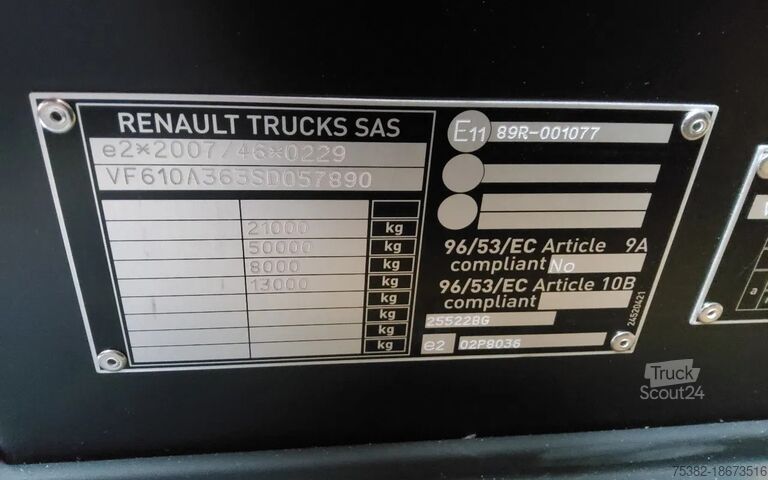 RENAULT TRUCKS SAS
e2*2007/46*0229
VF610A363SD057890
21000 kg
50000 kg
8000 kg
13000 kg
kg
kg
kg
E11 89R-001077
96/53/EC Article 9A
compliant No
96/53/EC Article 10B
compliant
25522BG
e2 02P8036
24520421
a
Truck
Scout24
75382-18673516